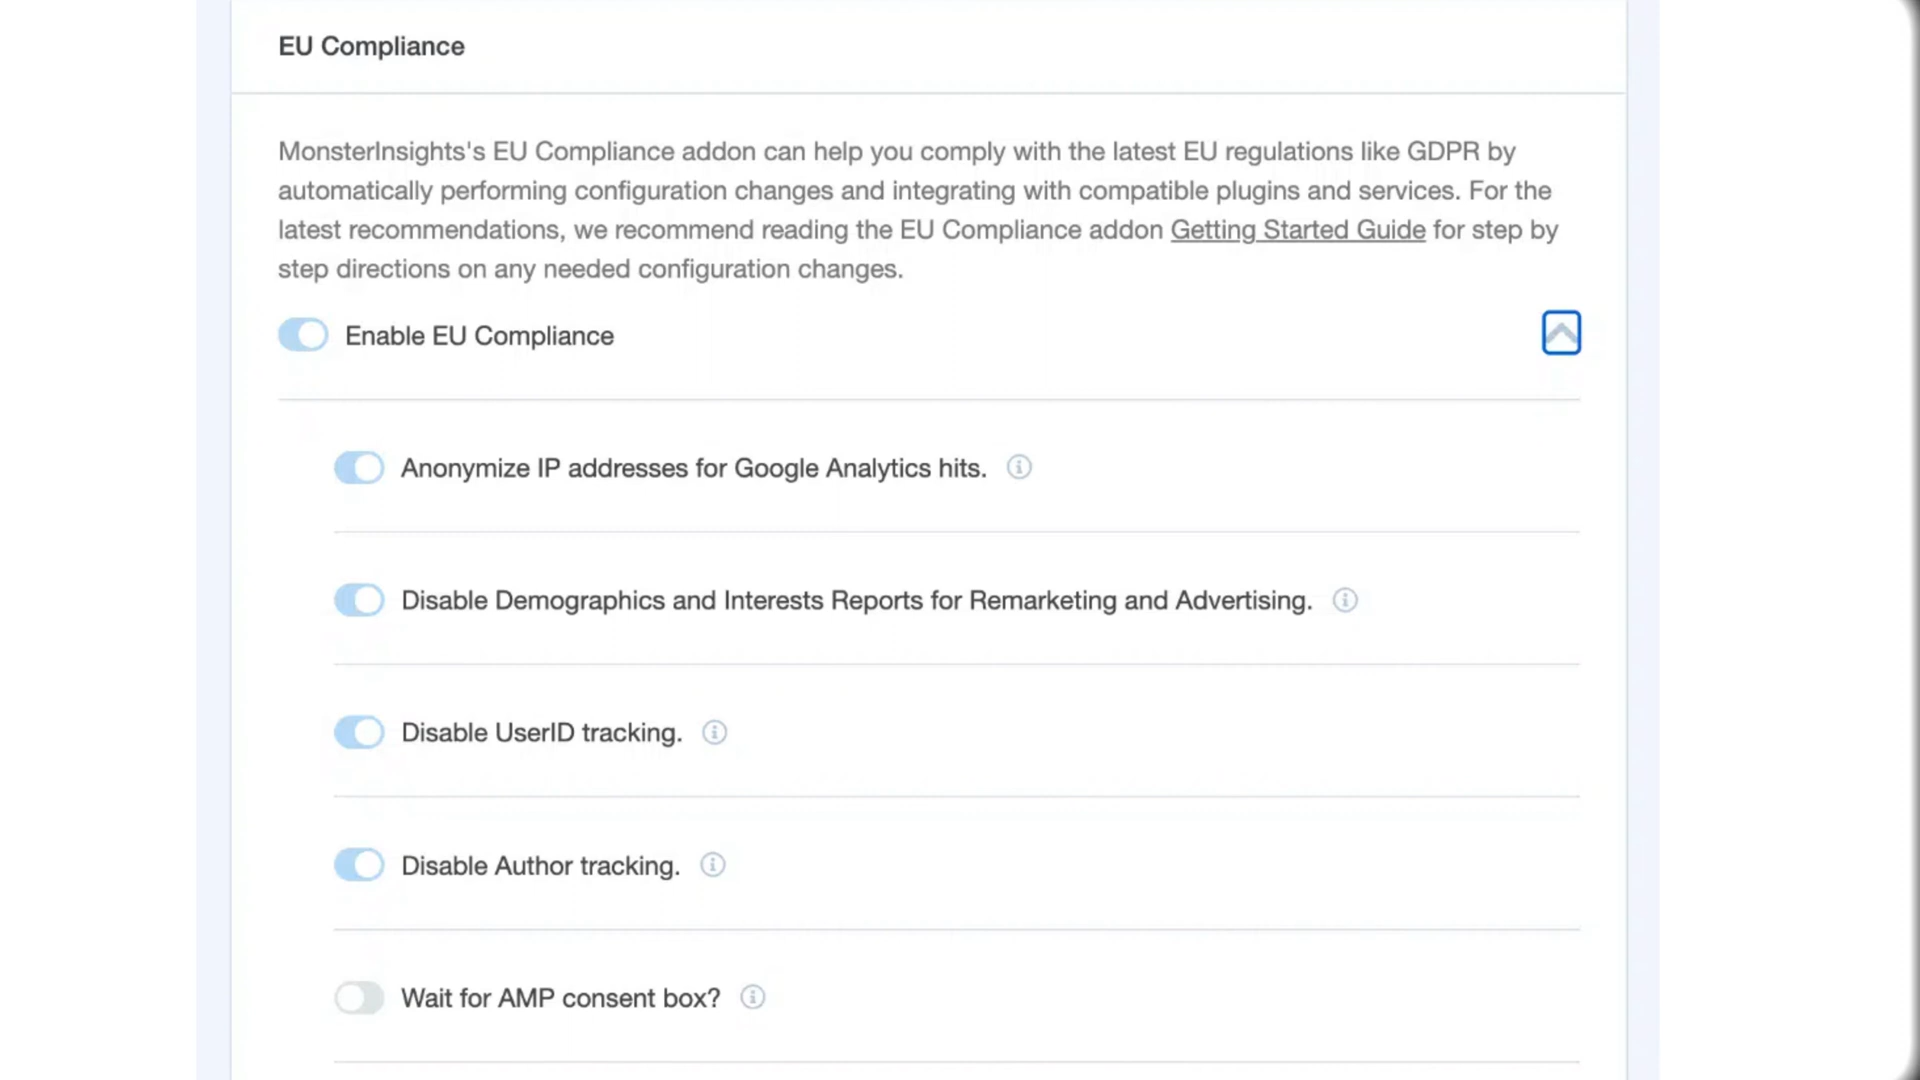 EU Compliance
MonsterInsights's EU Compliance addon can help you comply with the latest EU regulations like GDPR by
automatically performing configuration changes and integrating with compatible plugins and services. For the
latest recommendations, we recommend reading the EU Compliance addon Getting Started Guide for step by
step directions on any needed configuration changes.
Enable EU Compliance
Anonymize IP addresses for Google Analytics hits.
Disable Demographics and Interests Reports for Remarketing and Advertising.
Disable UserID tracking.
Disable Author tracking.
Wait for AMP consent box?